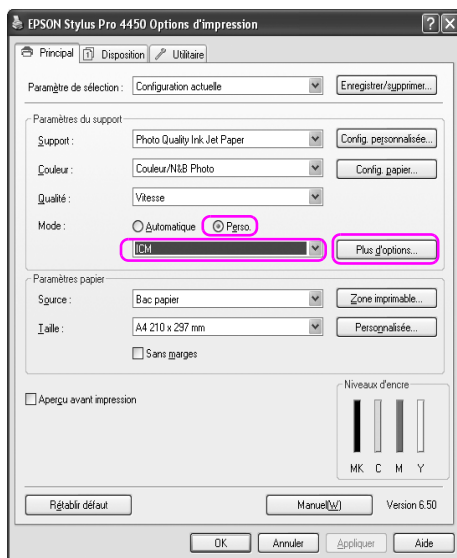 EPSON Stylus Pro 4450 Options d'impression
Principal Disposition Utilitaire
Paramètre de sélection : Configuration actuelle Enregistrer/supprimer...
Paramètres du support
Support : Photo Quality Ink Jet Paper Config. personnalisée...
Couleur : Couleur/N&B Photo Config. papier...
Qualité : Vitesse
Mode : Automatique Perso.
ICM Plus d'options...
Paramètres papier
Source : Bac papier Zone imprimable...
Taille : A4 210 x 297 mm Personnalisée...
Sans marges
Aperçu avant impression
Niveaux d'encre
MK C M Y
Rétablir défaut Manuel(W) Version 6.50
OK Annuler Appliquer Aide